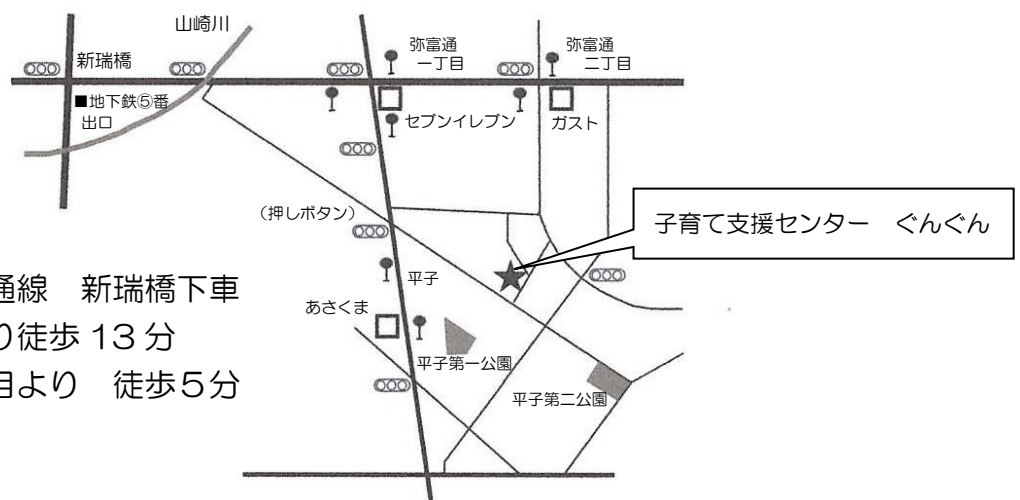 山崎川
新瑞橋
弥富通
一丁目
弥富通
二丁目
■地下鉄⑤番
出口
セブンイレブン
ガスト
(押しボタン)
子育て支援センター ぐんぐん
通線 新瑞橋下車
平子
り徒歩 13 分
あさくま
平子第一公園
目より 徒歩5分
平子第二公園